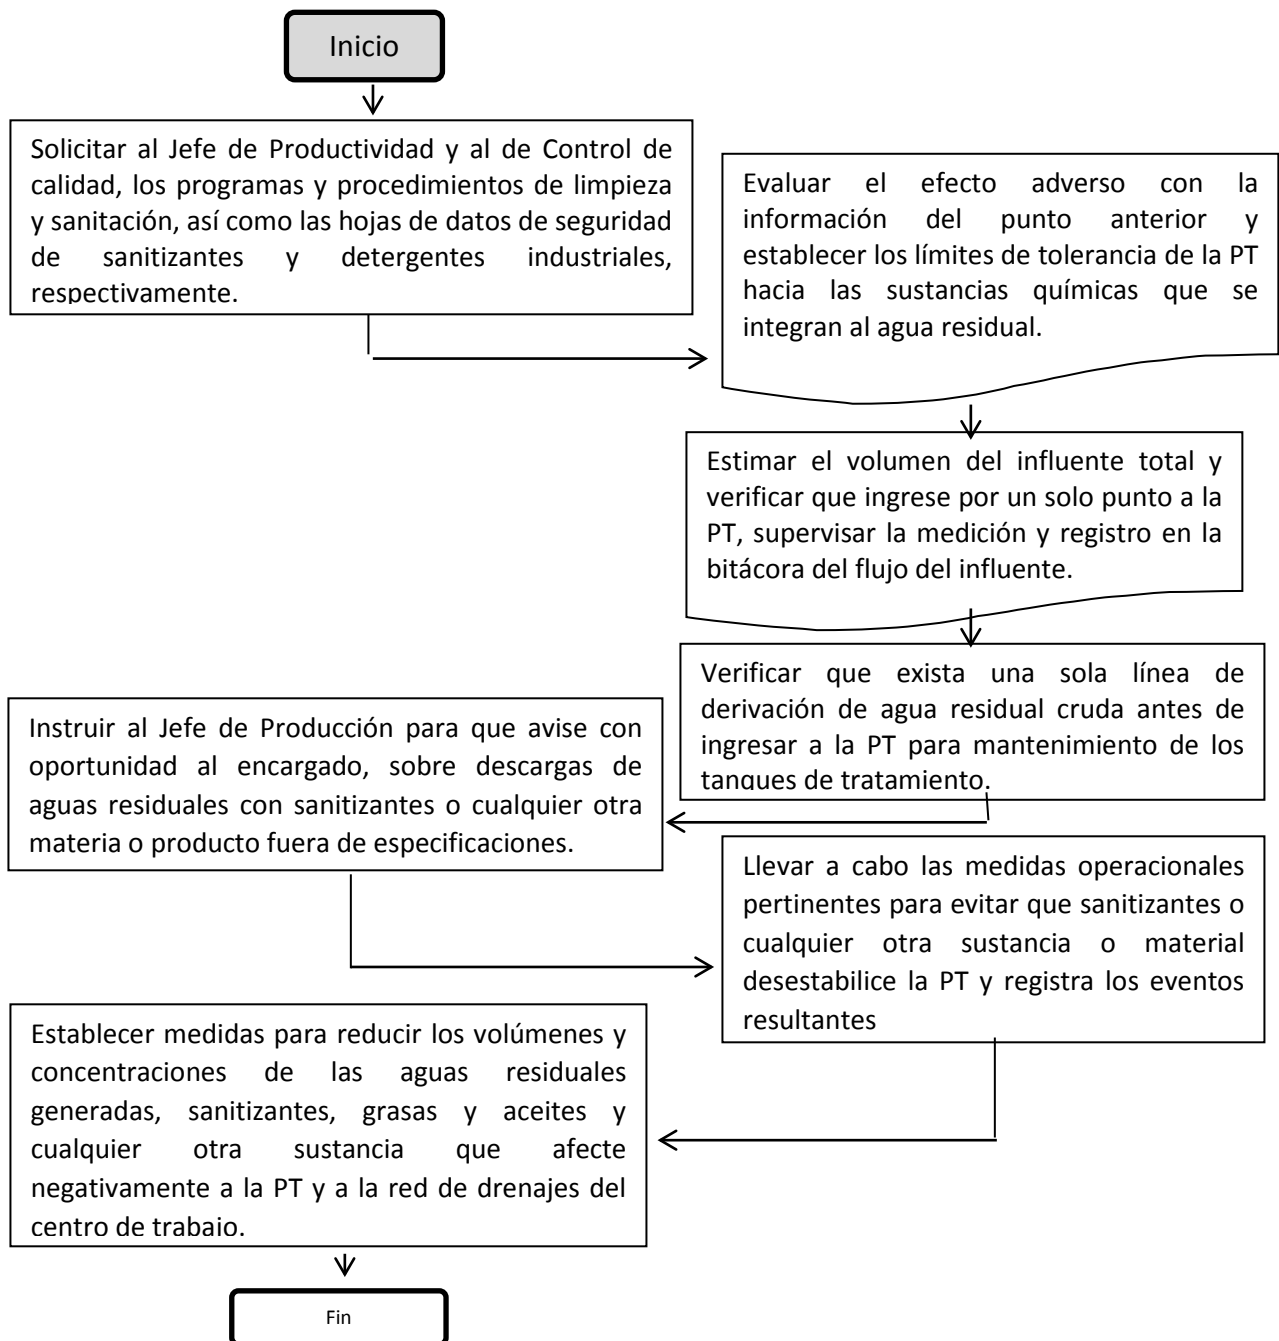 Inicio
Solicitar al Jefe de Productividad y al de Control de
calidad, los programas y procedimientos de limpieza
y sanitación, así como las hojas de datos de seguridad
de sanitizantes y detergentes industriales,
respectivamente.
Evaluar el efecto adverso con la
información del punto anterior y
establecer los límites de tolerancia de la PT
hacia las sustancias químicas que se
integran al agua residual.
Estimar el volumen del influente total y
verificar que ingrese por un solo punto a la
PT, supervisar la medición y registro en la
bitácora del flujo del influente.
Verificar que exista una sola línea de
derivación de agua residual cruda antes de
ingresar a la PT para mantenimiento de los
tanques de tratamiento.
Instruir al Jefe de Producción para que avise con
oportunidad al encargado, sobre descargas de
aguas residuales con sanitizantes o cualquier otra
materia o producto fuera de especificaciones.
Llevar a cabo las medidas operacionales
pertinentes para evitar que sanitizantes o
cualquier otra sustancia o material
desestabilice la PT y registra los eventos
resultantes
Establecer medidas para reducir los volúmenes y
concentraciones de las aguas residuales
generadas, sanitizantes, grasas y aceites y
cualquier otra sustancia que afecte
negativamente a la PT y a la red de drenajes del
centro de trabajo.
Fin